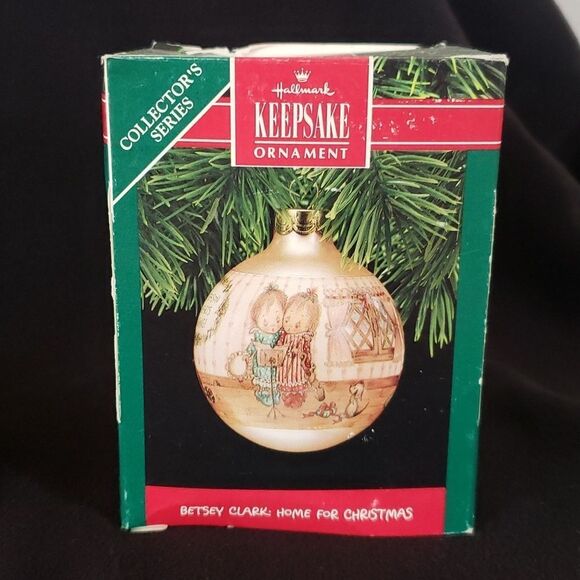 COLLECTOR'S
SERIES
Hallmark
KEEPSAKE
ORNAMENT
BETSEY CLARK: HOME FOR CHRISTMAS